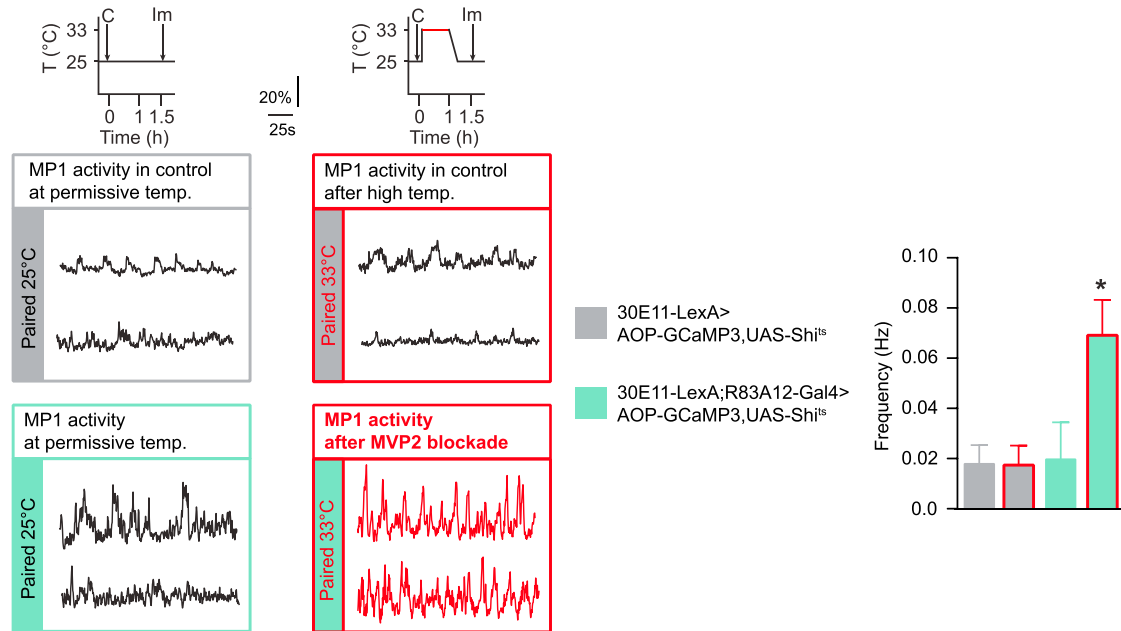 C
Im
T (°C)
33
25
0
1
1.5
Time (h)
20%
25s
C
Im
T (°C)
33
25
0
1
1.5
Time (h)
MP1 activity in control
at permissive temp.
Paired 25°C
MP1 activity in control
after high temp.
Paired 33°C
MP1 activity
at permissive temp.
Paired 25°C
MP1 activity
after MVP2 blockade
Paired 33°C
30E11-LexA>
AOP-GCaMP3,UAS-Shiᵗˢ
30E11-LexA;R83A12-Gal4>
AOP-GCaMP3,UAS-Shiᵗˢ
Frequency (Hz)
0.10
0.08
0.06
0.04
0.02
0.0
*